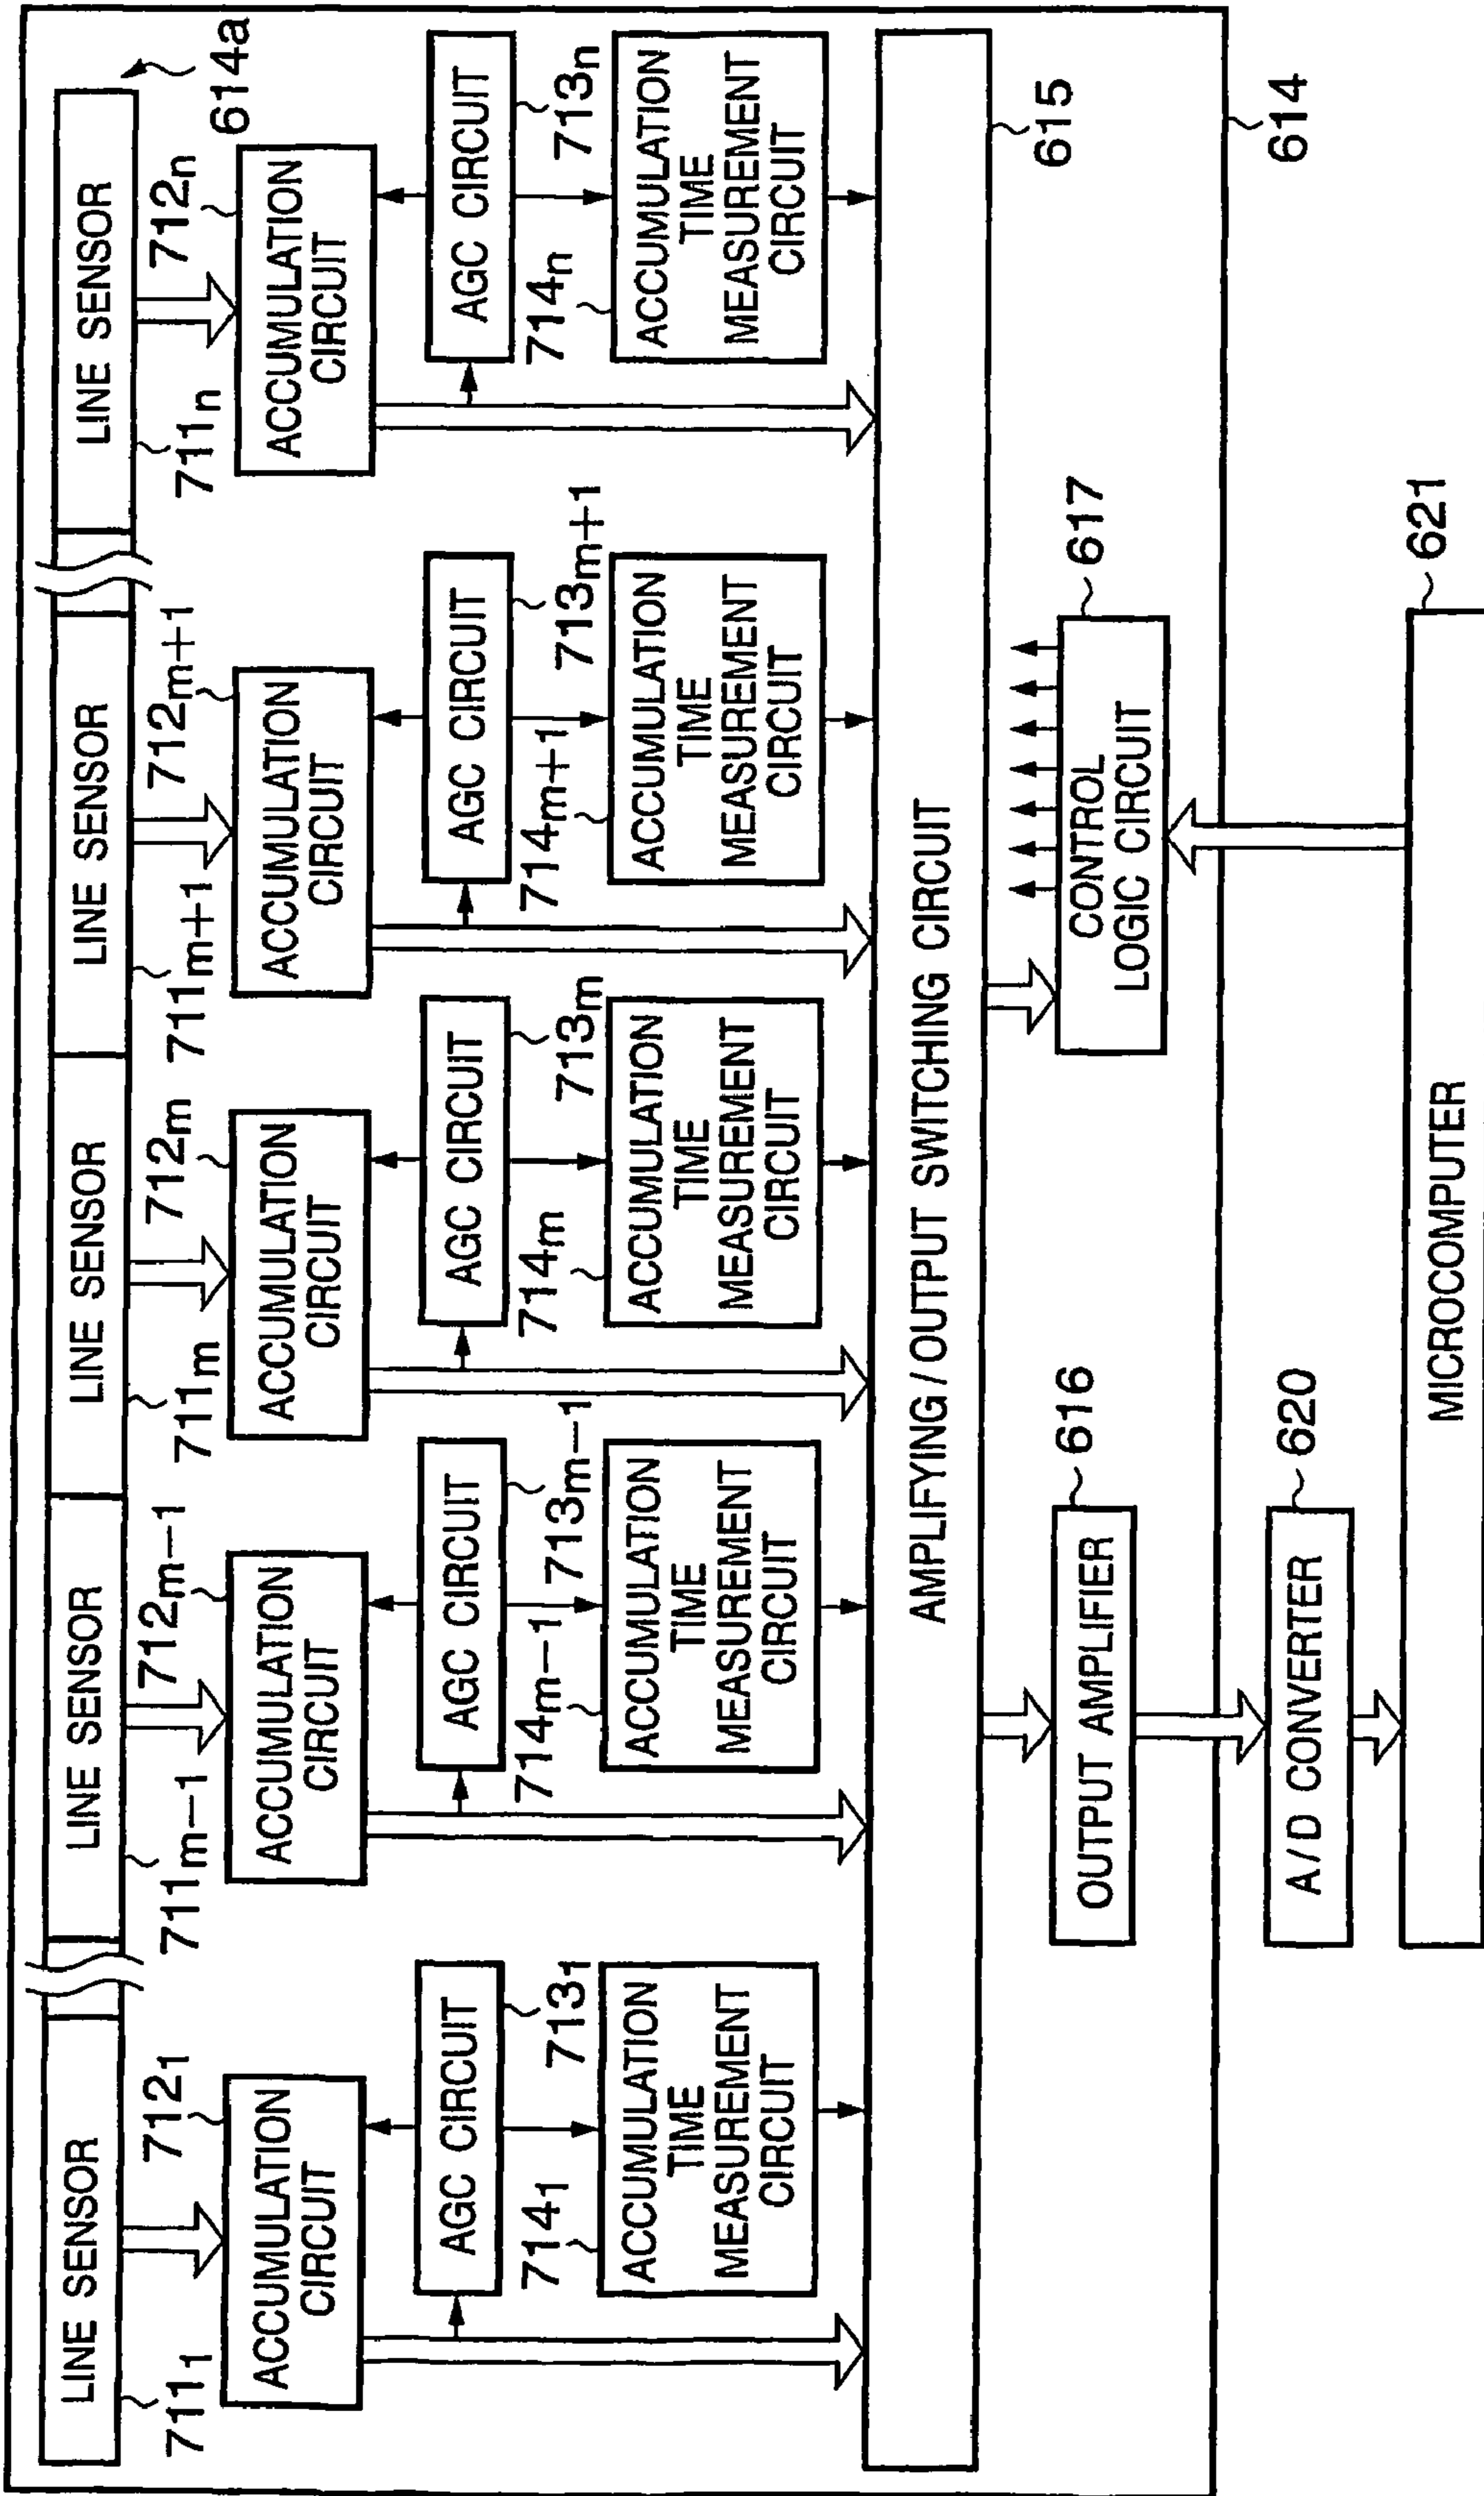 614a
LINE SENSOR
LINE SENSOR
LINE SENSOR
LINE SENSOR
LINE SENSOR
711₁
712₁
711m−1
712m−1
711m
712m
711m+1
712m+1
711n
712n
ACCUMULATION
CIRCUIT
ACCUMULATION
CIRCUIT
ACCUMULATION
CIRCUIT
ACCUMULATION
CIRCUIT
ACCUMULATION
CIRCUIT
AGC CIRCUIT
AGC CIRCUIT
AGC CIRCUIT
AGC CIRCUIT
AGC CIRCUIT
714₁
713₁
714m−1
713m−1
714m
713m
714m+1
713m+1
714n
713n
ACCUMULATION
TIME
MEASUREMENT
CIRCUIT
ACCUMULATION
TIME
MEASUREMENT
CIRCUIT
ACCUMULATION
TIME
MEASUREMENT
CIRCUIT
ACCUMULATION
TIME
MEASUREMENT
CIRCUIT
ACCUMULATION
TIME
MEASUREMENT
CIRCUIT
AMPLIFYING/OUTPUT SWITCHING CIRCUIT
615
OUTPUT AMPLIFIER
616
CONTROL
LOGIC CIRCUIT
617
614
A/D CONVERTER
620
MICROCOMPUTER
621